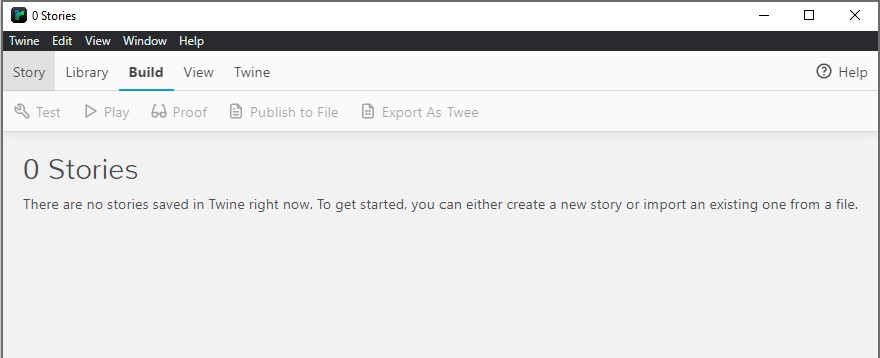 0 Stories
Twine Edit View Window Help
Story Library Build View Twine Help
Test Play Proof Publish to File Export As Twee
0 Stories
There are no stories saved in Twine right now. To get started, you can either create a new story or import an existing one from a file.